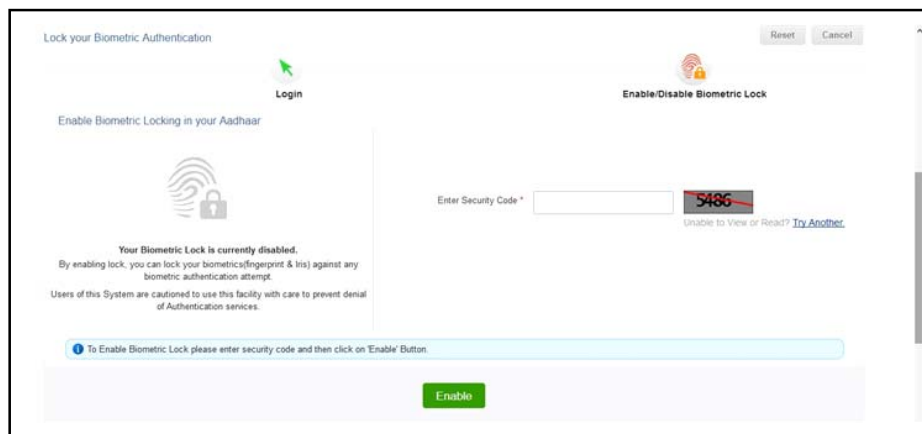 Lock your Biometric Authentication
Reset
Cancel
Login
Enable/Disable Biometric Lock
Enable Biometric Locking in your Aadhaar
Your Biometric Lock is currently disabled.
By enabling lock, you can lock your biometrics(fingerprint & Iris) against any
biometric authentication attempt.
Users of this System are cautioned to use this facility with care to prevent denial
of Authentication services.
Enter Security Code *
5486
Unable to View or Read? Try Another.
To Enable Biometric Lock please enter security code and then click on 'Enable' Button.
Enable